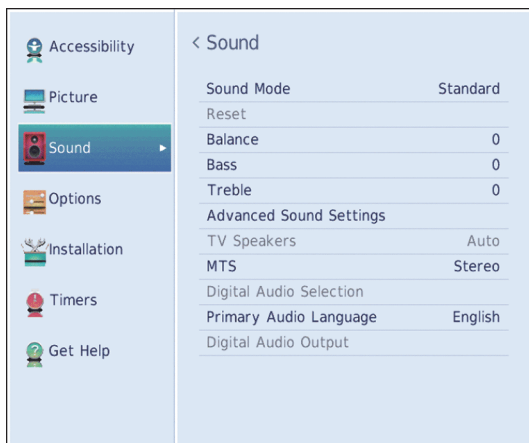 Accessibility
Picture
Sound
Options
Installation
Timers
Get Help
< Sound
Sound Mode Standard
Reset
Balance 0
Bass 0
Treble 0
Advanced Sound Settings
TV Speakers Auto
MTS Stereo
Digital Audio Selection
Primary Audio Language English
Digital Audio Output